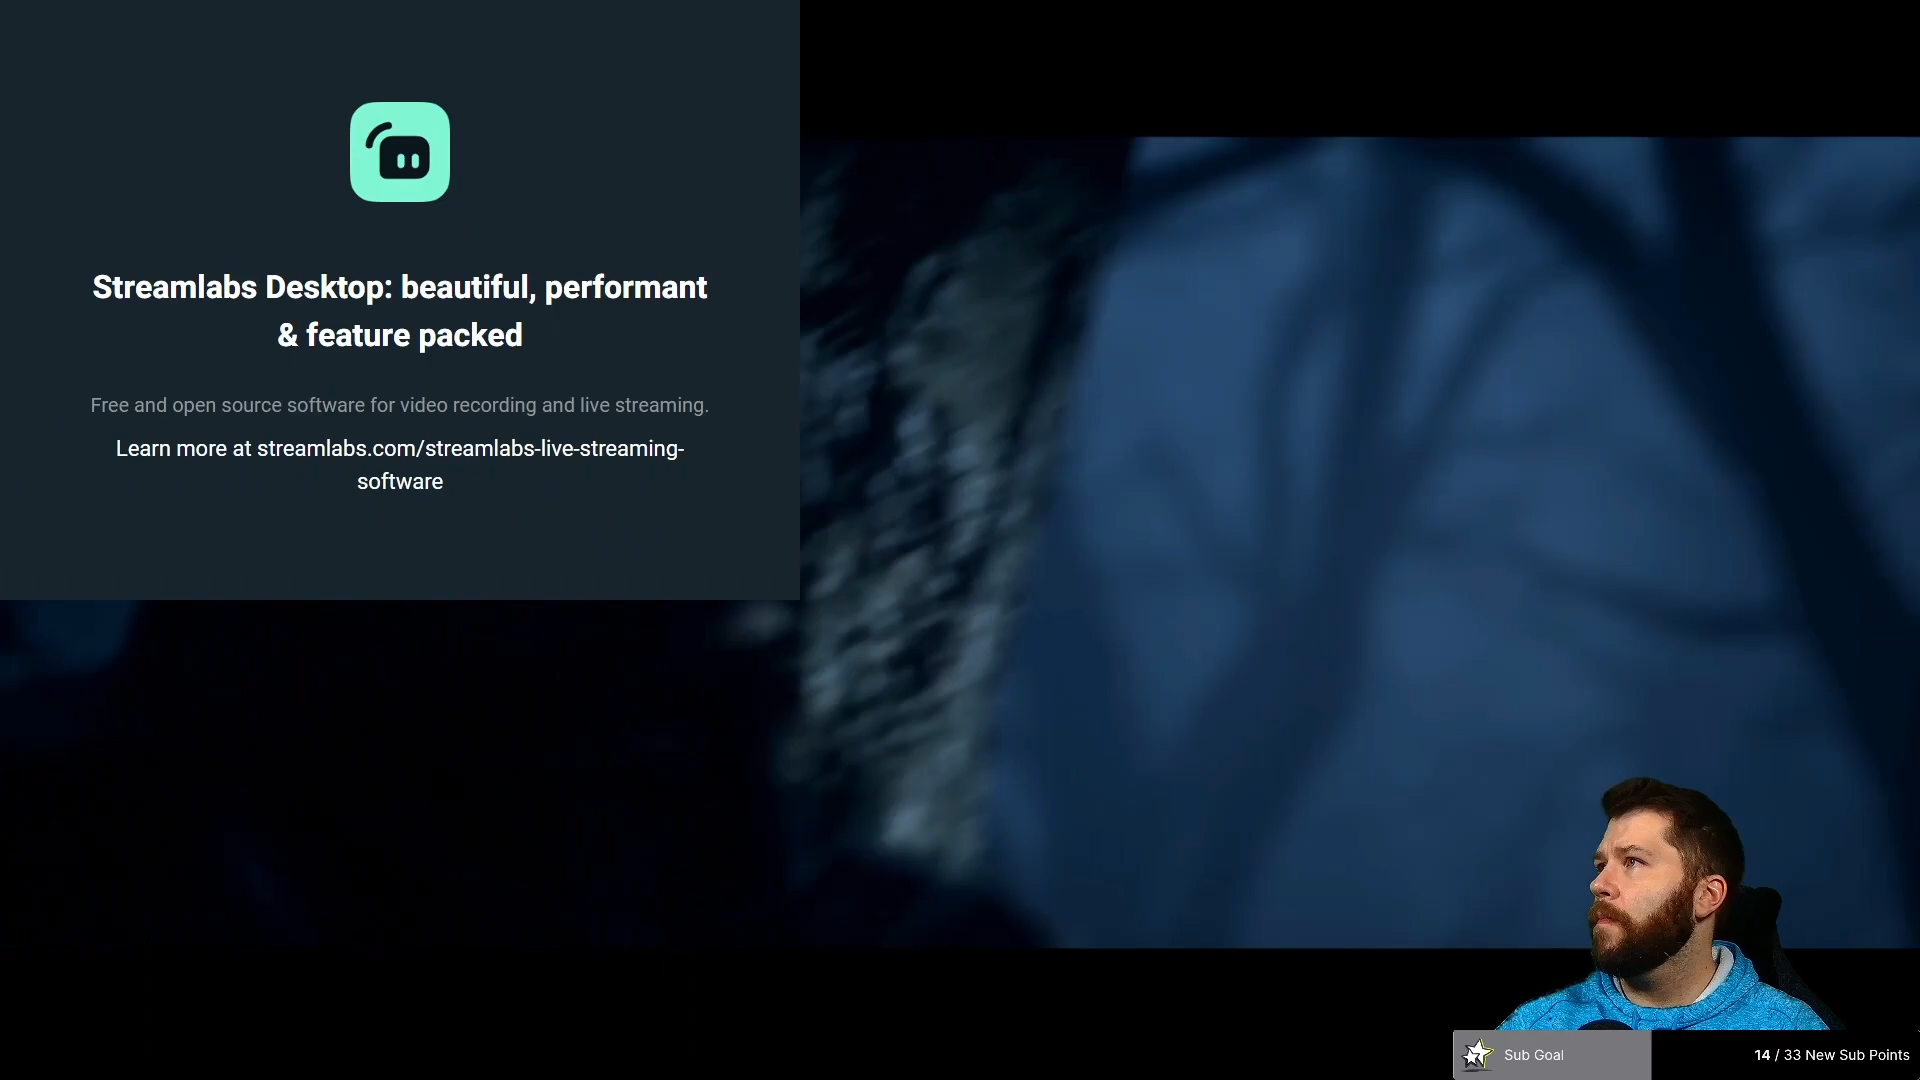 Streamlabs Desktop: beautiful, performant
& feature packed
Free and open source software for video recording and live streaming.
Learn more at streamlabs.com/streamlabs-live-streaming-
software
Sub Goal
14 / 33 New Sub Points